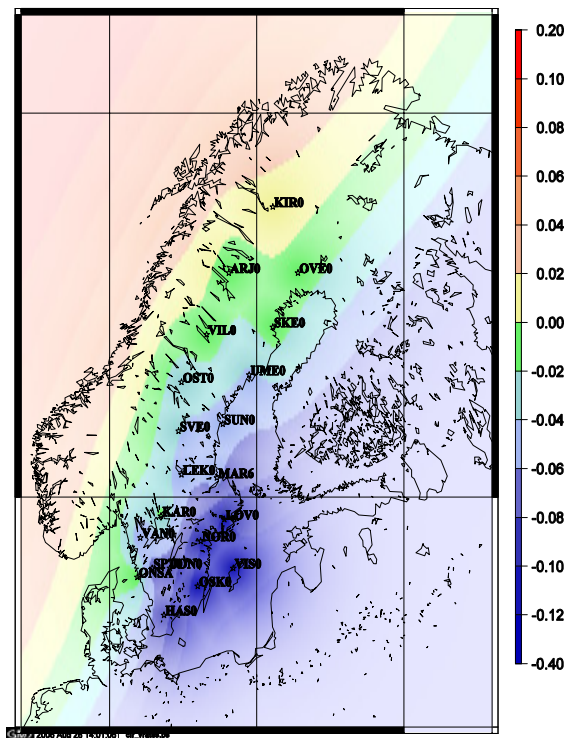 0.20
0.10
0.08
0.06
0.04
0.02
0.00
-0.02
-0.04
-0.06
-0.08
-0.10
-0.12
-0.40
KIR0
ARJ0 OVE0
SKE0
VIL0
UME0
OST0
SUN0
SVE0
LEK0 MAR6
KAR0 LOV0
VAN0 NOR0
VIS0
ONSA
OSK0
HAS0